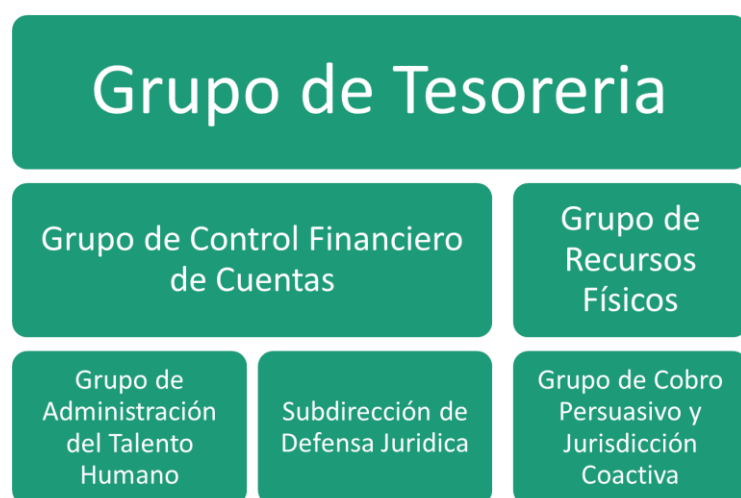 Grupo de Tesoreria
Grupo de Control Financiero
de Cuentas
Grupo de
Recursos
Físicos
Grupo de
Administración
del Talento
Humano
Subdirección de
Defensa Juridica
Grupo de Cobro
Persuasivo y
Jurisdicción
Coactiva